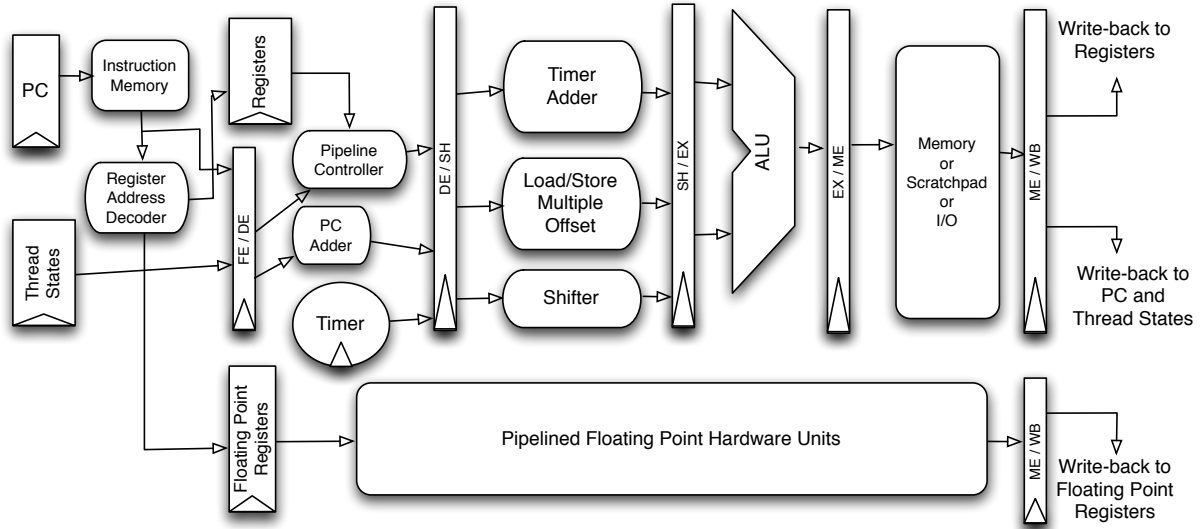 PC
Instruction
Memory
Register
Address
Decoder
Thread
States
Registers
FE / DE
Pipeline
Controller
PC
Adder
Timer
DE / SH
Timer
Adder
Load/Store
Multiple
Offset
Shifter
SH / EX
ALU
EX / ME
Memory
or
Scratchpad
or
I/O
ME / WB
Write-back to
Registers
Write-back to
PC and
Thread States
Floating Point
Registers
Pipelined Floating Point Hardware Units
ME / WB
Write-back to
Floating Point
Registers